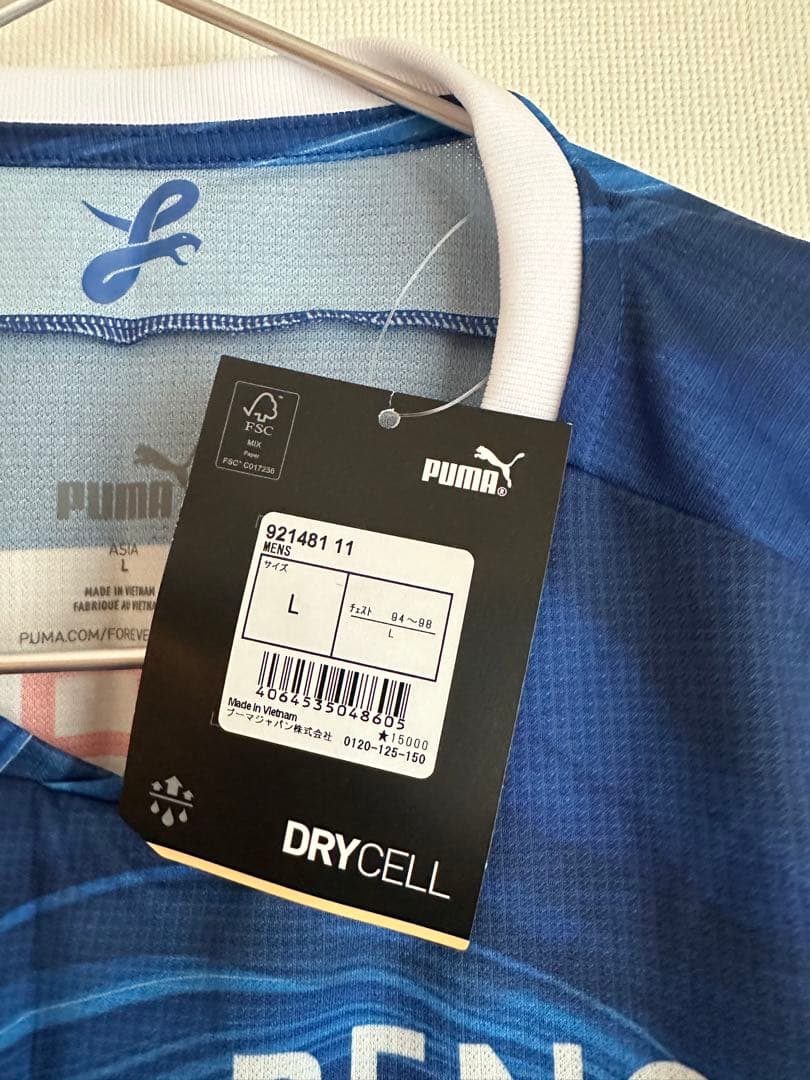 FSC
MIX
Paper
FSC® C017236
PUMA®
921481 11
MENS
サイズ
L
チェスト 94～98
L
4064535048605
Made in Vietnam
プーマジャパン株式会社
★15000
0120-125-150
DRYCELL
PUMA
ASIA
L
MADE IN VIETNAM
FABRIQUE AU VIETNA
PUMA.COM/FOREVE